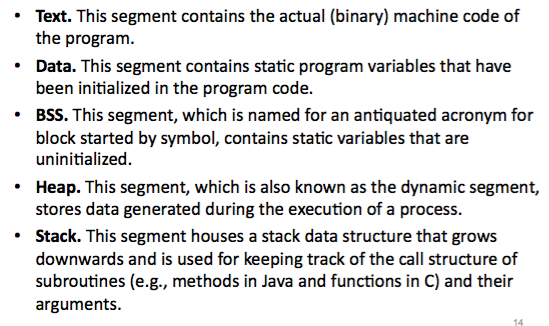 • Text. This segment contains the actual (binary) machine code of
the program.
• Data. This segment contains static program variables that have
been initialized in the program code.
• BSS. This segment, which is named for an antiquated acronym for
block started by symbol, contains static variables that are
uninitialized.
• Heap. This segment, which is also known as the dynamic segment,
stores data generated during the execution of a process.
• Stack. This segment houses a stack data structure that grows
downwards and is used for keeping track of the call structure of
subroutines (e.g., methods in Java and functions in C) and their
arguments.
14